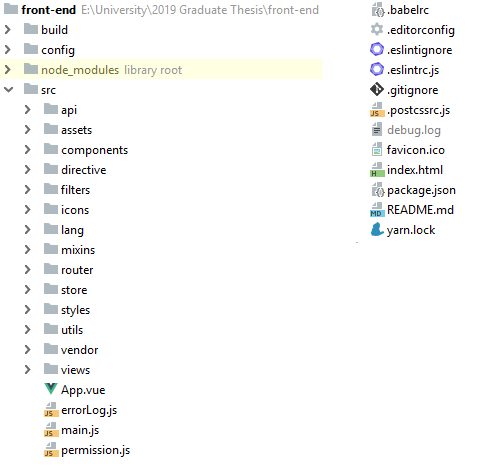 front-end E:\University\2019 Graduate Thesis\front-end
build
config
node_modules library root
src
api
assets
components
directive
filters
icons
lang
mixins
router
store
styles
utils
vendor
views
App.vue
errorLog.js
main.js
permission.js
.babelrc
.editorconfig
.eslintignore
.eslintrc.js
.gitignore
.postcssrc.js
debug.log
favicon.ico
index.html
package.json
README.md
yarn.lock